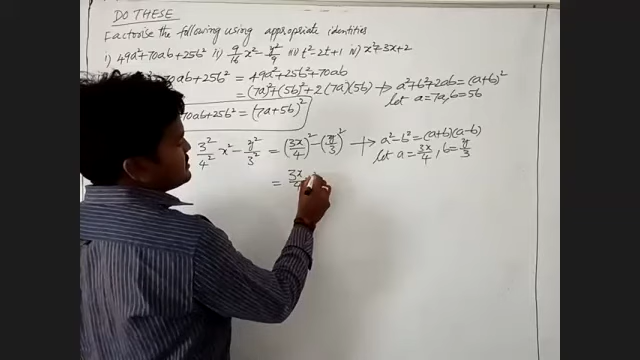 DO THESE
Factorise the following using appropriate identities
i) 49a²+70ab+25b² ii) 9/16 x² - y²/9 iii) t²-2t+1 iv) x²+3x+2
70ab+25b² = 49a²+25b²+70ab
= (7a)²+(5b)²+2(7a)(5b) → a²+b²+2ab=(a+b)²
let a=7a, b=5b
70ab+25b² = (7a+5b)²
3²/4² x² - y²/3² = (3x/4)² - (y/3)² → a²-b²=(a+b)(a-b)
let a=3x/4, b=y/3
= 3x/4